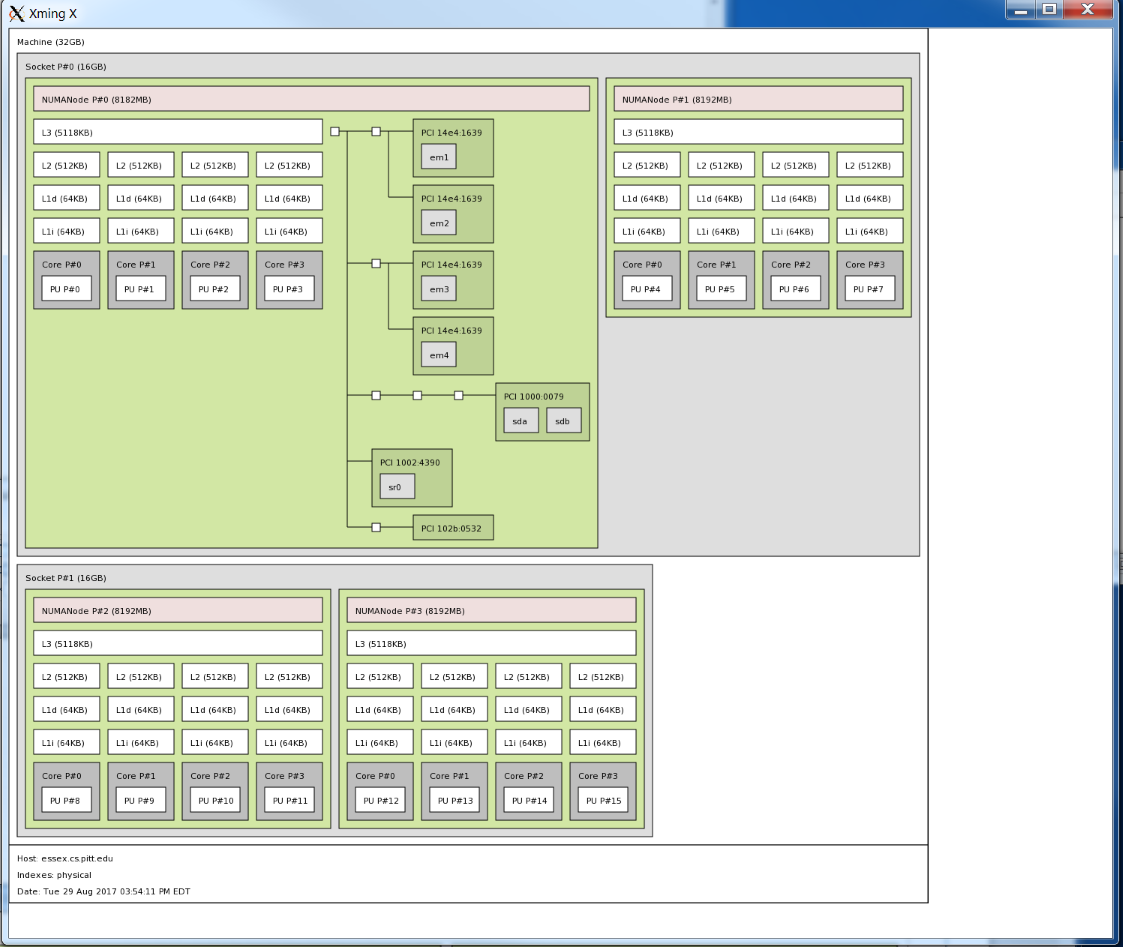 Xming X
Machine (32GB)
Socket P#0 (16GB)
NUMANode P#0 (8182MB)
L3 (5118KB)
L2 (512KB) L2 (512KB) L2 (512KB) L2 (512KB)
L1d (64KB) L1d (64KB) L1d (64KB) L1d (64KB)
L1i (64KB) L1i (64KB) L1i (64KB) L1i (64KB)
Core P#0 Core P#1 Core P#2 Core P#3
PU P#0 PU P#1 PU P#2 PU P#3
PCI 14e4:1639
em1
PCI 14e4:1639
em2
PCI 14e4:1639
em3
PCI 14e4:1639
em4
PCI 1000:0079
sda sdb
PCI 1002:4390
sr0
PCI 102b:0532
NUMANode P#1 (8192MB)
L3 (5118KB)
L2 (512KB) L2 (512KB) L2 (512KB) L2 (512KB)
L1d (64KB) L1d (64KB) L1d (64KB) L1d (64KB)
L1i (64KB) L1i (64KB) L1i (64KB) L1i (64KB)
Core P#0 Core P#1 Core P#2 Core P#3
PU P#4 PU P#5 PU P#6 PU P#7
Socket P#1 (16GB)
NUMANode P#2 (8192MB)
L3 (5118KB)
L2 (512KB) L2 (512KB) L2 (512KB) L2 (512KB)
L1d (64KB) L1d (64KB) L1d (64KB) L1d (64KB)
L1i (64KB) L1i (64KB) L1i (64KB) L1i (64KB)
Core P#0 Core P#1 Core P#2 Core P#3
PU P#8 PU P#9 PU P#10 PU P#11
NUMANode P#3 (8192MB)
L3 (5118KB)
L2 (512KB) L2 (512KB) L2 (512KB) L2 (512KB)
L1d (64KB) L1d (64KB) L1d (64KB) L1d (64KB)
L1i (64KB) L1i (64KB) L1i (64KB) L1i (64KB)
Core P#0 Core P#1 Core P#2 Core P#3
PU P#12 PU P#13 PU P#14 PU P#15
Host: essex.cs.pitt.edu
Indexes: physical
Date: Tue 29 Aug 2017 03:54:11 PM EDT